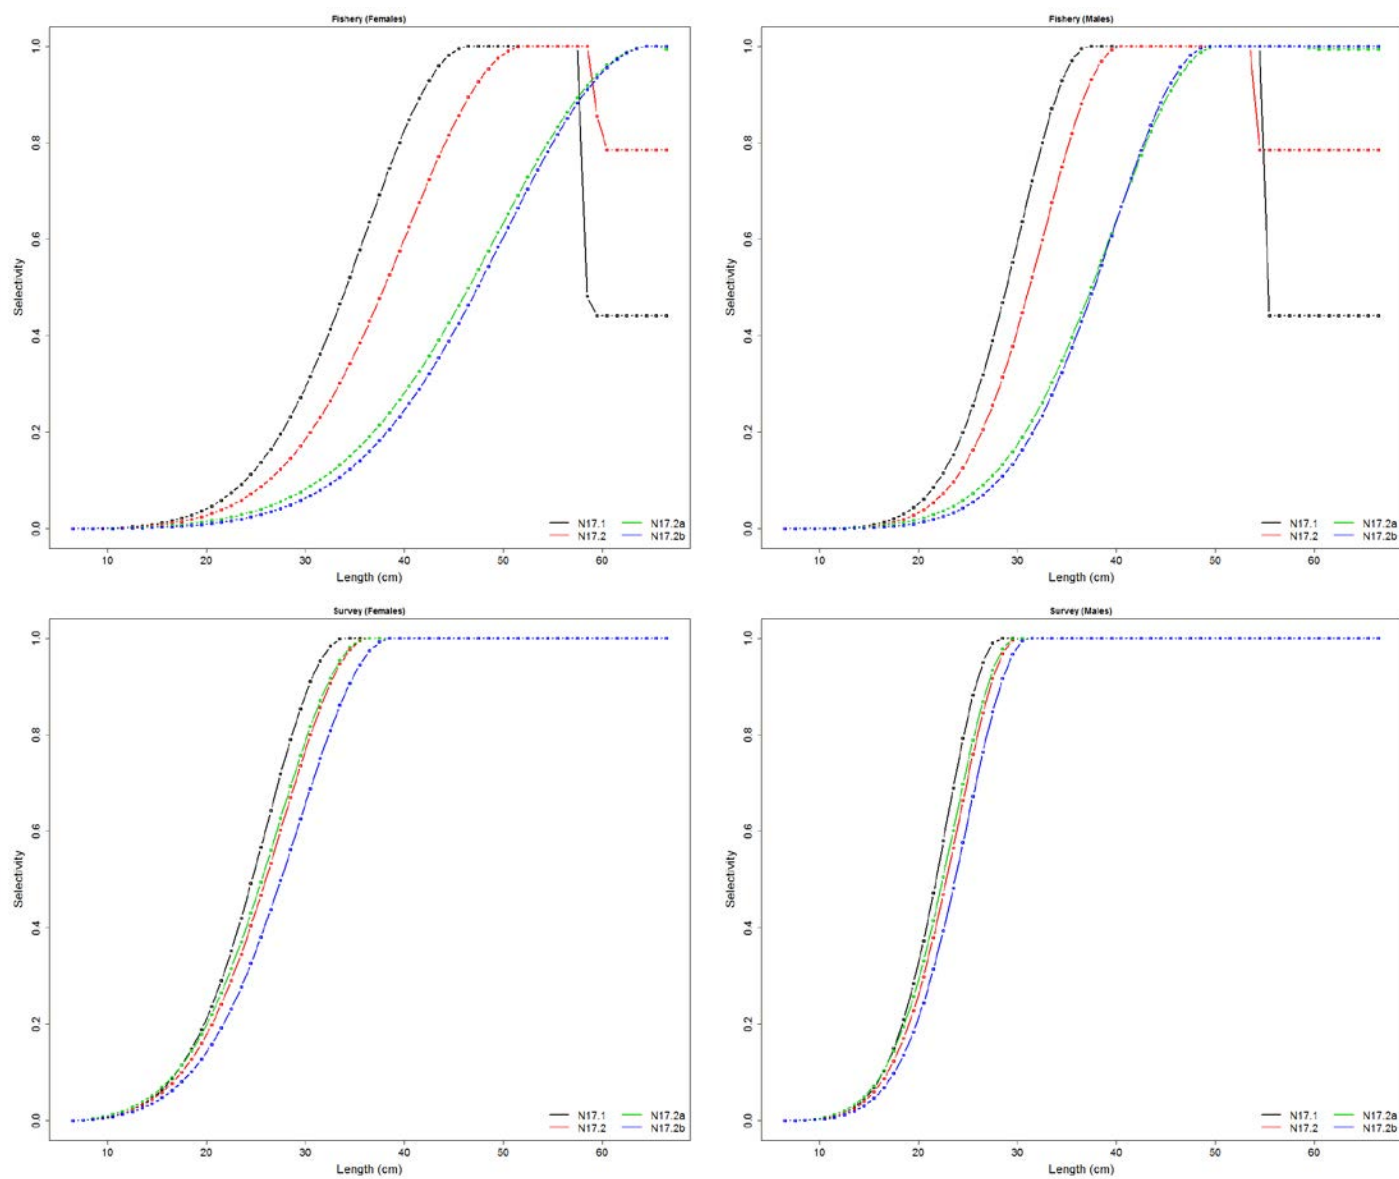 Fishery (Females)
Selectivity
0.0 0.2 0.4 0.6 0.8 1.0
10 20 30 40 50 60
Length (cm)
N17.1 N17.2a
N17.2 N17.2b
Fishery (Males)
Selectivity
0.0 0.2 0.4 0.6 0.8 1.0
10 20 30 40 50 60
Length (cm)
N17.1 N17.2a
N17.2 N17.2b
Survey (Females)
Selectivity
0.0 0.2 0.4 0.6 0.8 1.0
10 20 30 40 50 60
Length (cm)
N17.1 N17.2a
N17.2 N17.2b
Survey (Males)
Selectivity
0.0 0.2 0.4 0.6 0.8 1.0
10 20 30 40 50 60
Length (cm)
N17.1 N17.2a
N17.2 N17.2b